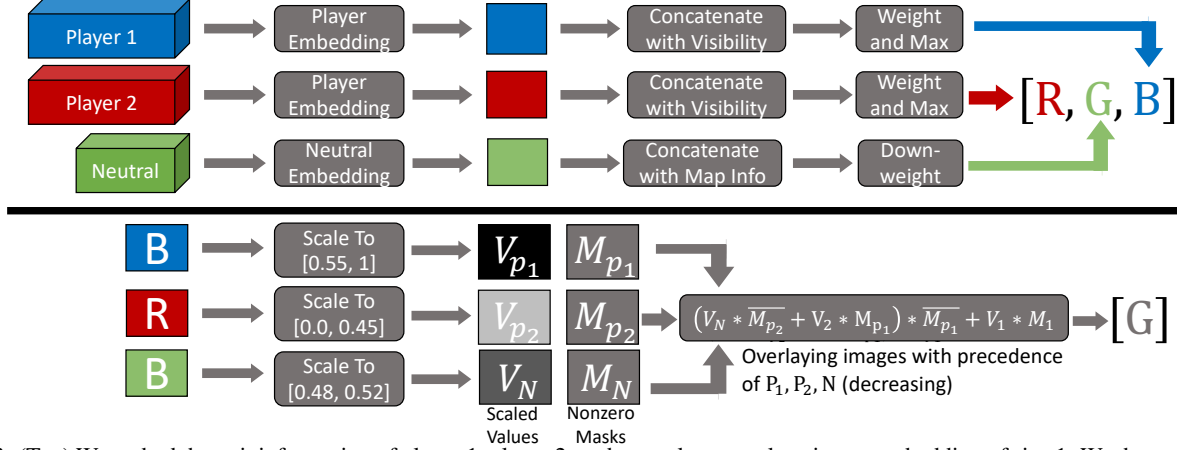 Player 1
Player
Embedding
Concatenate
with Visibility
Weight
and Max
Player 2
Player
Embedding
Concatenate
with Visibility
Weight
and Max
[R, G, B]
Neutral
Neutral
Embedding
Concatenate
with Map Info
Down-
weight
B
Scale To
[0.55, 1]
V_{p_1}
M_{p_1}
R
Scale To
[0.0, 0.45]
V_{p_2}
M_{p_2}
(V_N * \overline{M_{p_2}} + V_2 * M_{p_1}) * \overline{M_{p_1}} + V_1 * M_1
[G]
B
Scale To
[0.48, 0.52]
V_N
M_N
Overlaying images with precedence
of P_1, P_2, N (decreasing)
Scaled
Values
Nonzero
Masks